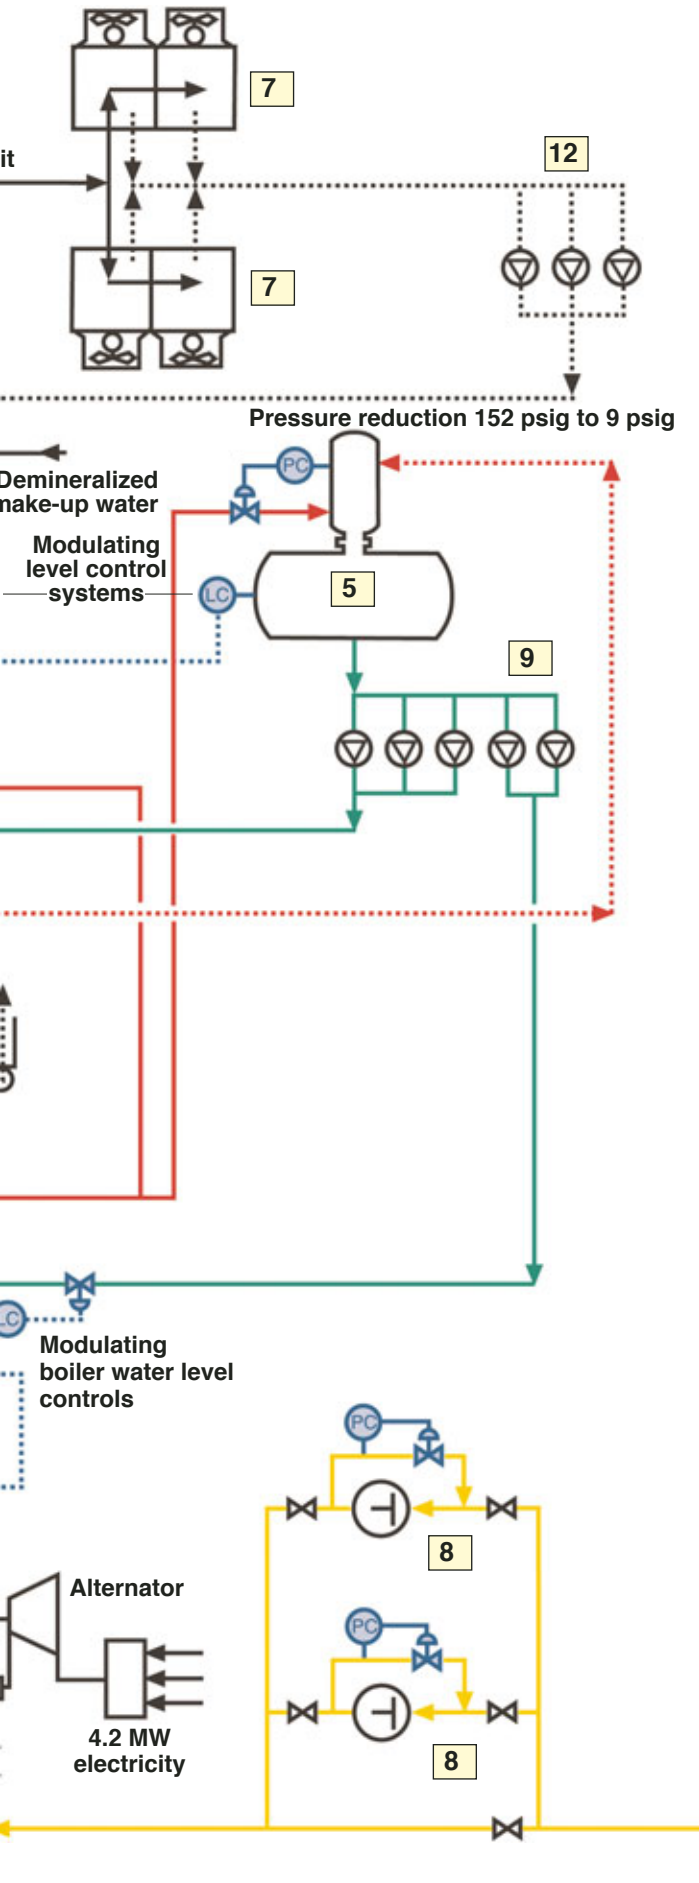 7
it
12
7
Pressure reduction 152 psig to 9 psig
PC
Demineralized
make-up water
Modulating
level control
systems
LC
5
9
LC
Modulating
boiler water level
controls
PC
8
Alternator
PC
4.2 MW
electricity
8